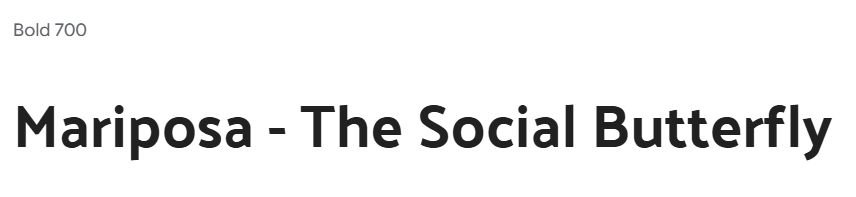 Bold 700
Mariposa - The Social Butterfly